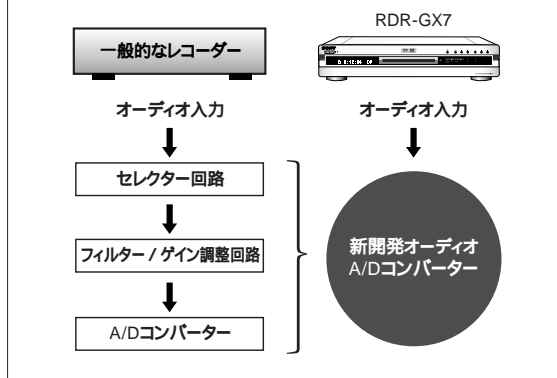 RDR-GX7
一般的なレコーダー
SONY
オーディオ入力
オーディオ入力
セレクター回路
フィルター / ゲイン調整回路
A/Dコンバーター
新開発オーディオ
A/Dコンバーター